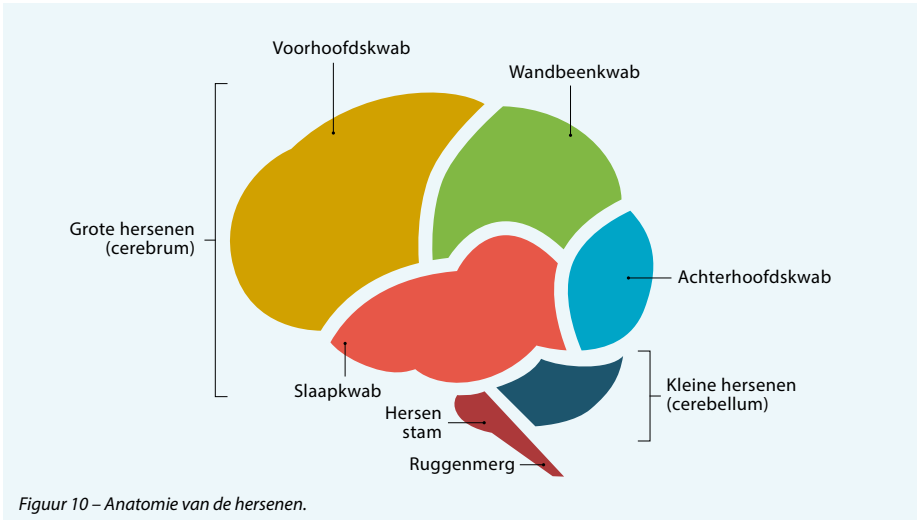 Voorhoofdskwab
Wandbeenkwab
Grote hersenen
(cerebrum)
Achterhoofdskwab
Slaapkwab
Kleine hersenen
(cerebellum)
Hersen
stam
Ruggenmerg
Figuur 10 – Anatomie van de hersenen.